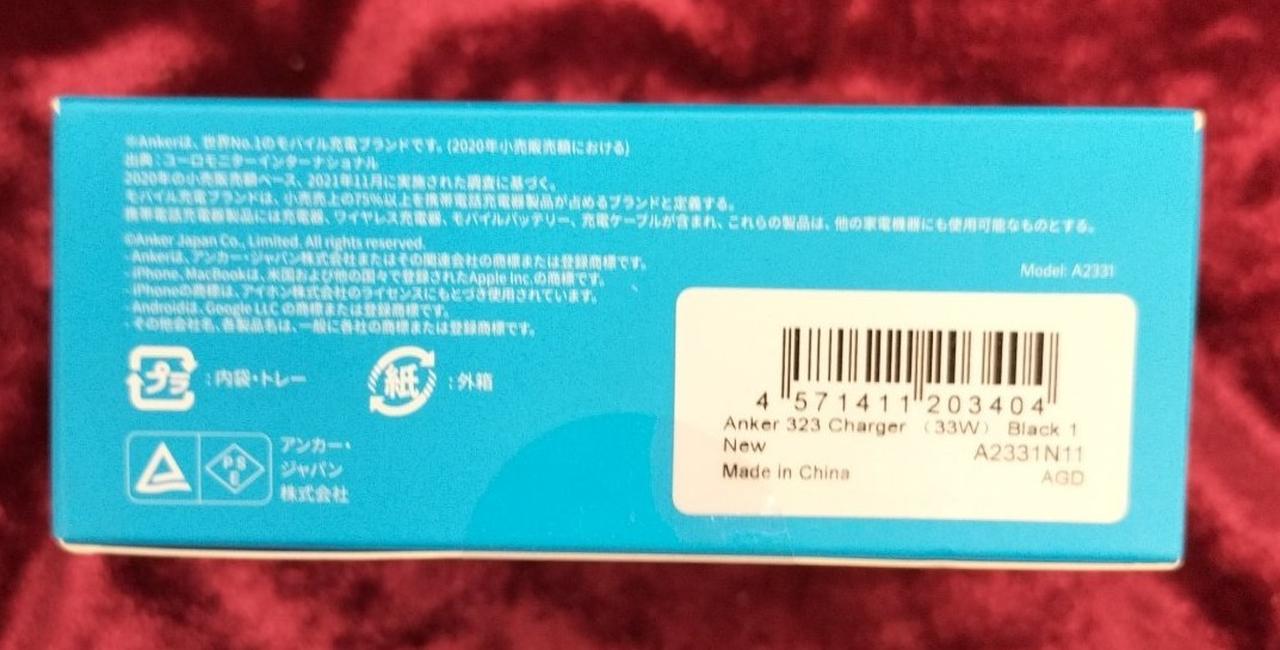 ※Ankerは、世界No.1のモバイル充電ブランドです。(2020年小売販売額における)
出典：ユーロモニターインターナショナル
2020年の小売販売額ベース、2021年11月に実施された調査に基づく。
モバイル充電ブランドは、小売売上の75%以上を携帯電話充電器製品が占めるブランドと定義する。
携帯電話充電器製品には充電器、ワイヤレス充電器、モバイルバッテリー、充電ケーブルが含まれ、これらの製品は、他の家電機器にも使用可能なものとする。
©Anker Japan Co., Limited. All rights reserved.
･Ankerは、アンカー･ジャパン株式会社またはその関連会社の商標または登録商標です。
･iPhone、MacBookは、米国および他の国々で登録されたApple Inc.の商標です。
･iPhoneの商標は、アイホン株式会社のライセンスにもとづき使用されています。
･Androidは、Google LLC の商標または登録商標です。
･その他会社名、各製品名は、一般に各社の商標または登録商標です。
Model: A2331
プラ：内袋・トレー
紙：外箱
PSE
アンカー・
ジャパン
株式会社
4 571411 203404
Anker 323 Charger （33W） Black 1
New
A2331N11
Made in China
AGD